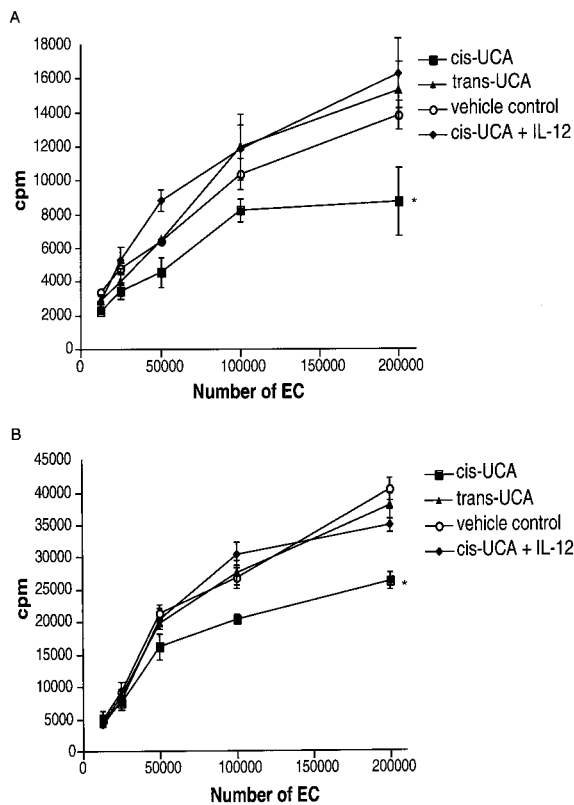 A
18000
16000
14000
12000
10000
8000
6000
4000
2000
0
cpm
0 50000 100000 150000 200000
Number of EC
cis-UCA
trans-UCA
vehicle control
cis-UCA + IL-12
*
B
45000
40000
35000
30000
25000
20000
15000
10000
5000
0
cpm
0 50000 100000 150000 200000
Number of EC
cis-UCA
trans-UCA
vehicle control
cis-UCA + IL-12
*